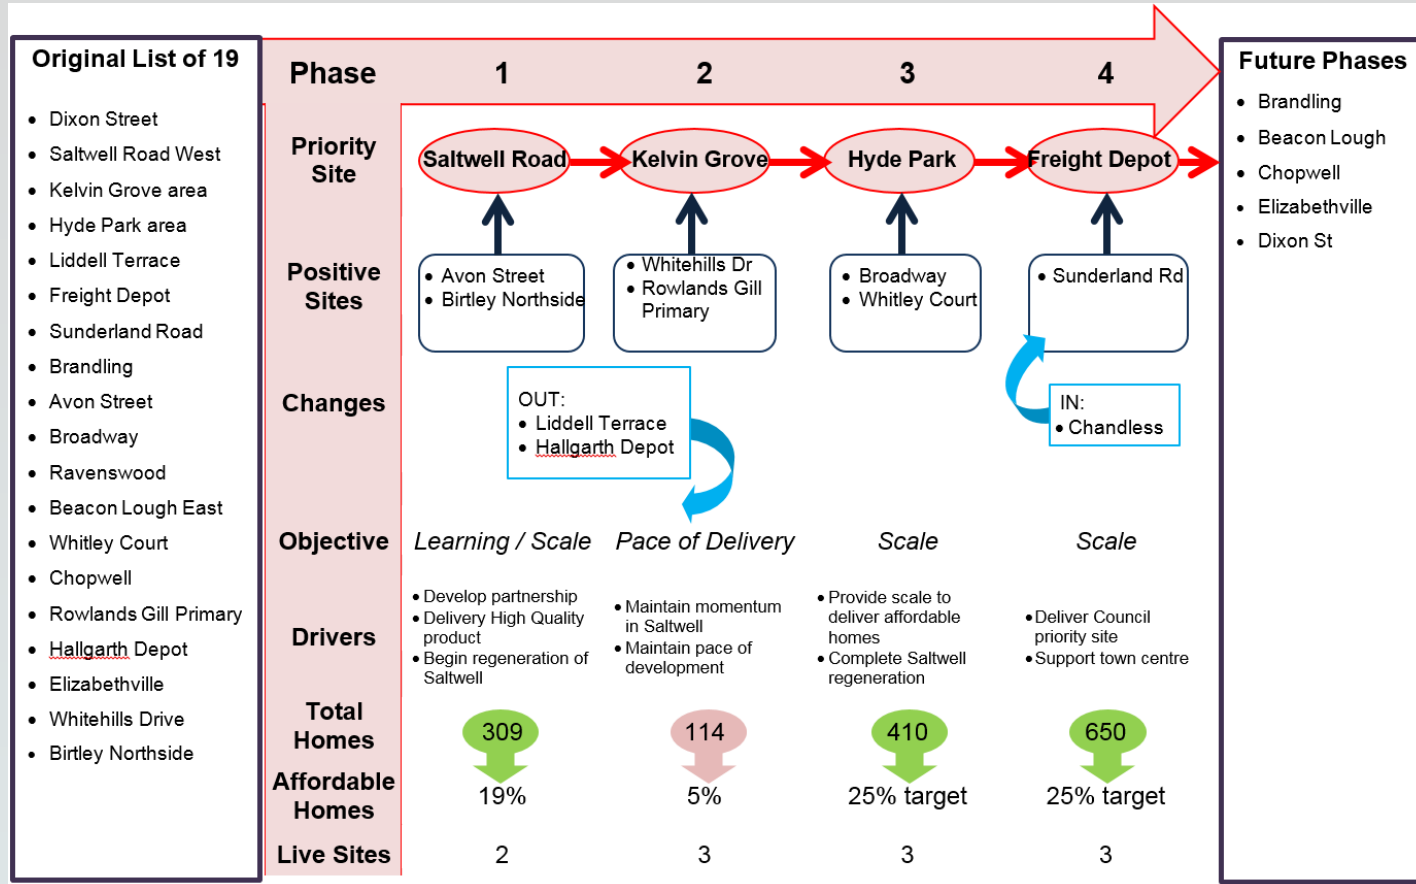 Original List of 19
• Dixon Street
• Saltwell Road West
• Kelvin Grove area
• Hyde Park area
• Liddell Terrace
• Freight Depot
• Sunderland Road
• Brandling
• Avon Street
• Broadway
• Ravenswood
• Beacon Lough East
• Whitley Court
• Chopwell
• Rowlands Gill Primary
• Hallgarth Depot
• Elizabethville
• Whitehills Drive
• Birtley Northside
Phase 1 2 3 4
Priority
Site
Saltwell Road Kelvin Grove Hyde Park Freight Depot
Positive
Sites
• Avon Street
• Birtley Northside
• Whitehills Dr
• Rowlands Gill
Primary
• Broadway
• Whitley Court
• Sunderland Rd
Changes
OUT:
• Liddell Terrace
• Hallgarth Depot
IN:
• Chandless
Objective Learning / Scale Pace of Delivery Scale Scale
Drivers
• Develop partnership
• Delivery High Quality
product
• Begin regeneration of
Saltwell
• Maintain momentum
in Saltwell
• Maintain pace of
development
• Provide scale to
deliver affordable
homes
• Complete Saltwell
regeneration
• Deliver Council
priority site
• Support town centre
Total
Homes
309 114 410 650
Affordable
Homes
19% 5% 25% target 25% target
Live Sites 2 3 3 3
Future Phases
• Brandling
• Beacon Lough
• Chopwell
• Elizabethville
• Dixon St